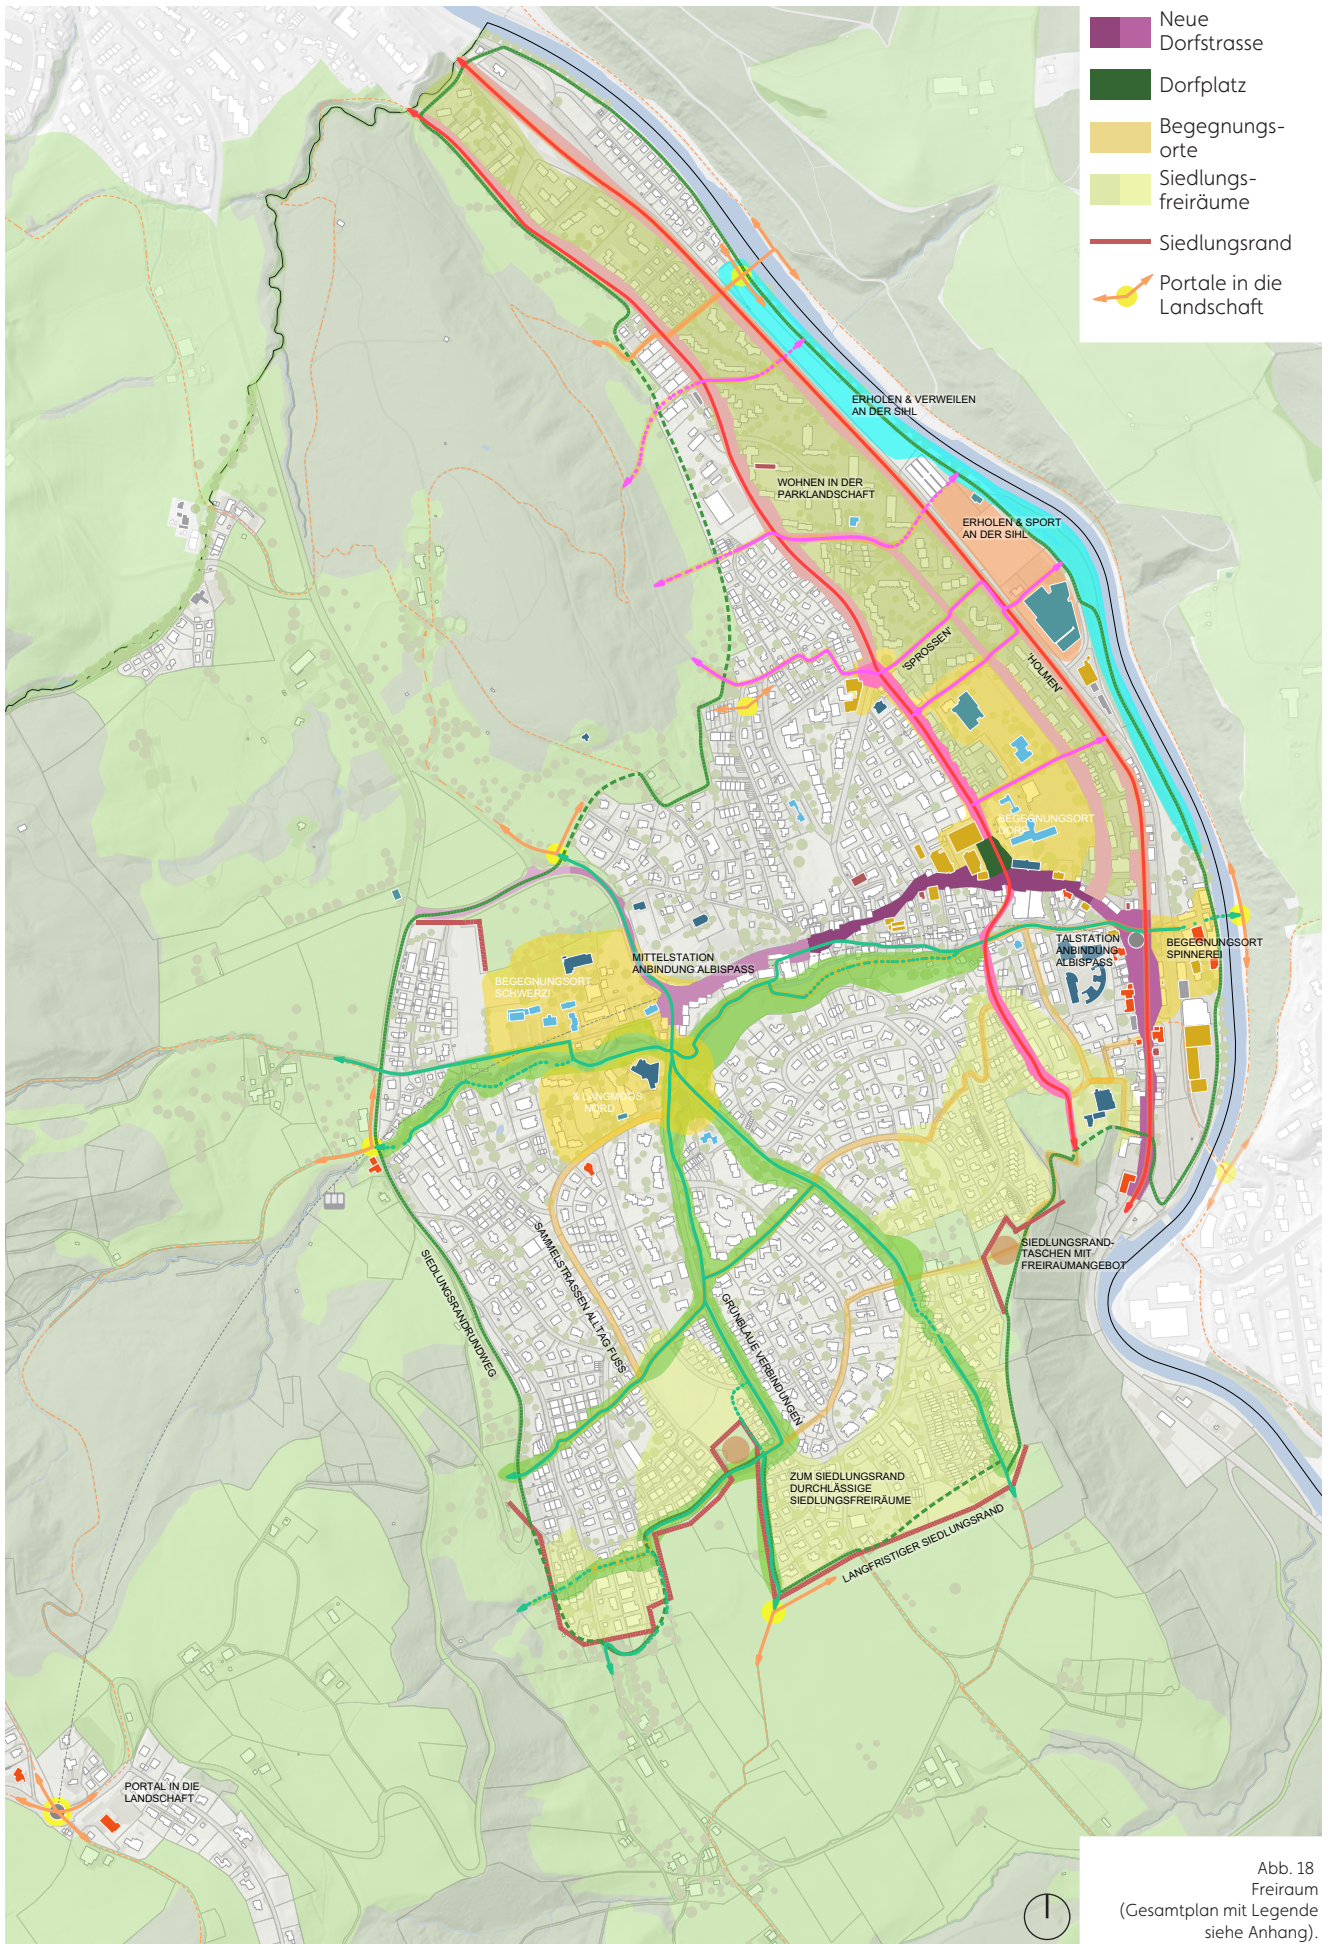 Neue
Dorfstrasse
Dorfplatz
Begegnungs-
orte
Siedlungs-
freiräume
Siedlungsrand
Portale in die
Landschaft
ERHOLEN & VERWEILEN
AN DER SIHL
WOHNEN IN DER
PARKLANDSCHAFT
ERHOLEN & SPORT
AN DER SIHL
'SPROSSEN'
'HOLMEN'
BEGEGNUNGSORT
DORF
MITTELSTATION
ANBINDUNG ALBISPASS
TALSTATION
ANBINDUNG
ALBISPASS
BEGEGNUNGSORT
SPINNEREI
BEGEGNUNGSORT
SCHWERZI
& LANGMOOS
NORD
SIEDLUNGSRAND-
TASCHEN MIT
FREIRAUMANGEBOT
SIEDLUNGSRANDRUNDWEG
SAMMELSTRASSEN ALLTAG FUSS
GRÜNBLAUE VERBINDUNGEN
ZUM SIEDLUNGSRAND
DURCHLÄSSIGE
SIEDLUNGSFREIRÄUME
LANGFRISTIGER SIEDLUNGSRAND
PORTAL IN DIE
LANDSCHAFT
Abb. 18
Freiraum
(Gesamtplan mit Legende
siehe Anhang).